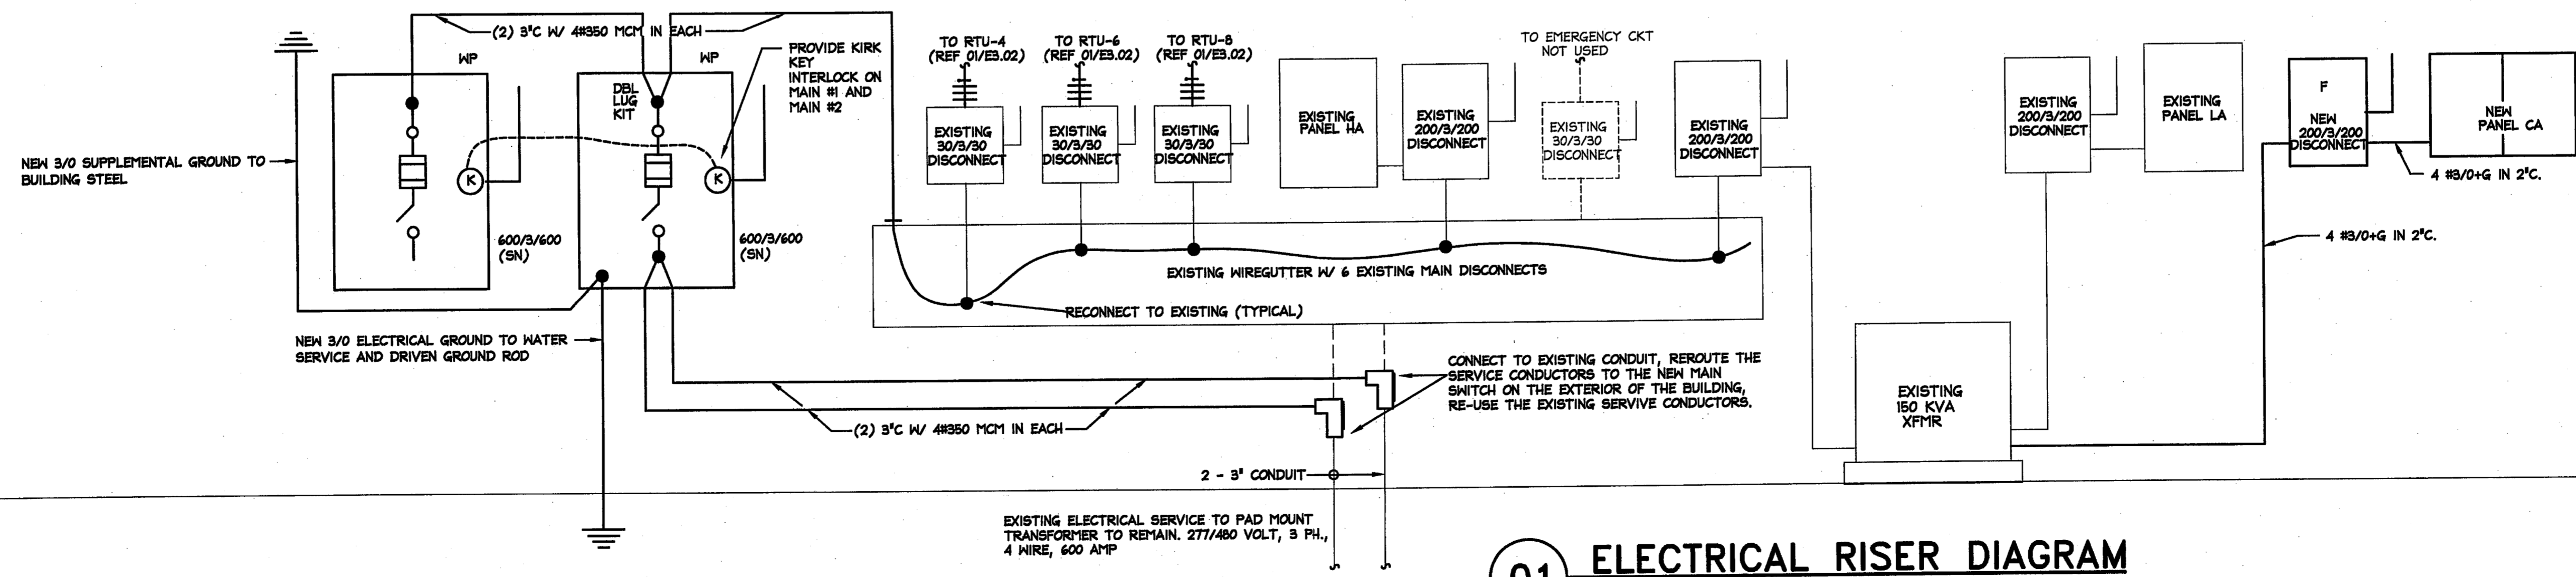 (2) 3"C W/ 4#350 MCM IN EACH
WP
WP
PROVIDE KIRK
KEY
INTERLOCK ON
MAIN #1 AND
MAIN #2
DBL
LUG
KIT
K
K
NEW 3/0 SUPPLEMENTAL GROUND TO
BUILDING STEEL
600/3/600
(SN)
600/3/600
(SN)
NEW 3/0 ELECTRICAL GROUND TO WATER
SERVICE AND DRIVEN GROUND ROD
TO RTU-4
(REF 01/E3.02)
TO RTU-6
(REF 01/E3.02)
TO RTU-8
(REF 01/E3.02)
EXISTING
30/3/30
DISCONNECT
EXISTING
30/3/30
DISCONNECT
EXISTING
30/3/30
DISCONNECT
EXISTING
PANEL HA
EXISTING
200/3/200
DISCONNECT
TO EMERGENCY CKT
NOT USED
EXISTING
30/3/30
DISCONNECT
EXISTING
200/3/200
DISCONNECT
EXISTING WIREGUTTER W/ 6 EXISTING MAIN DISCONNECTS
RECONNECT TO EXISTING (TYPICAL)
CONNECT TO EXISTING CONDUIT, REROUTE THE
SERVICE CONDUCTORS TO THE NEW MAIN
SWITCH ON THE EXTERIOR OF THE BUILDING,
RE-USE THE EXISTING SERVIVE CONDUCTORS.
(2) 3"C W/ 4#350 MCM IN EACH
2 - 3" CONDUIT
EXISTING ELECTRICAL SERVICE TO PAD MOUNT
TRANSFORMER TO REMAIN. 277/480 VOLT, 3 PH.,
4 WIRE, 600 AMP
EXISTING
150 KVA
XFMR
EXISTING
200/3/200
DISCONNECT
EXISTING
PANEL LA
F
NEW
200/3/200
DISCONNECT
NEW
PANEL CA
4 #3/0+G IN 2"C.
4 #3/0+G IN 2"C.
01
ELECTRICAL RISER DIAGRAM